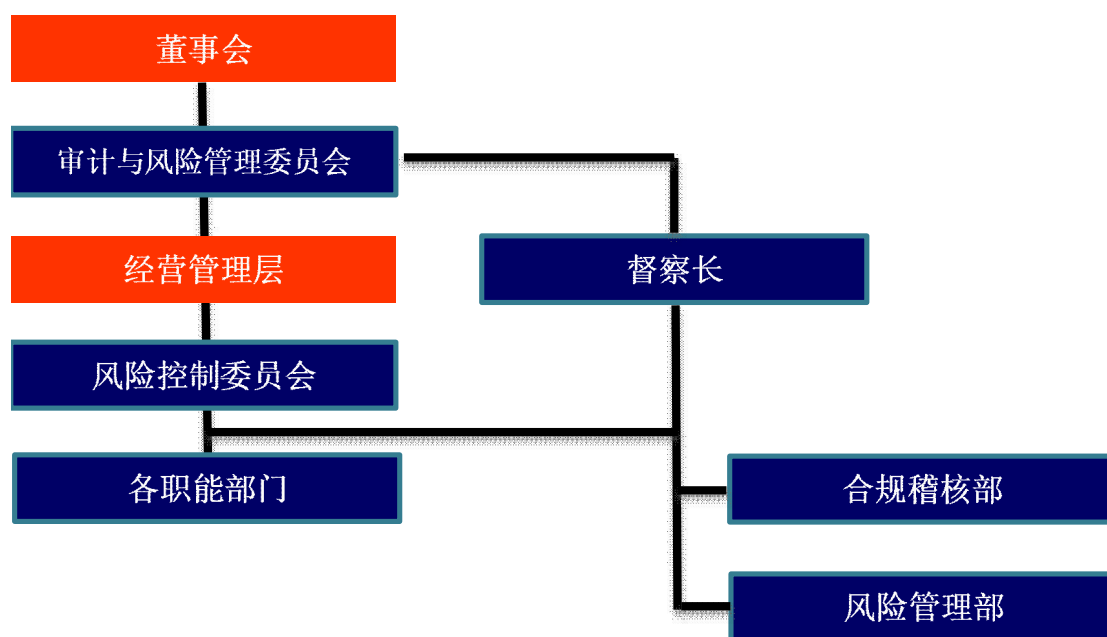 董事会
审计与风险管理委员会
经营管理层
督察长
风险控制委员会
各职能部门
合规稽核部
风险管理部